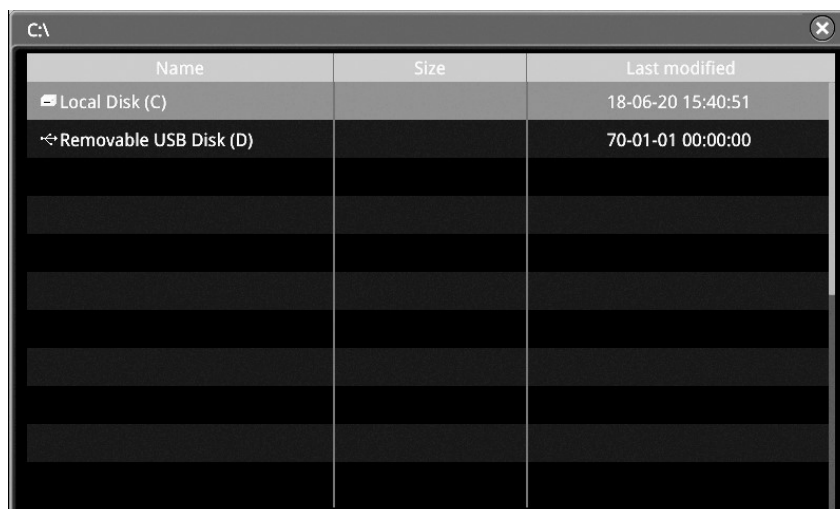 C:\
Name Size Last modified
Local Disk (C) 18-06-20 15:40:51
Removable USB Disk (D) 70-01-01 00:00:00